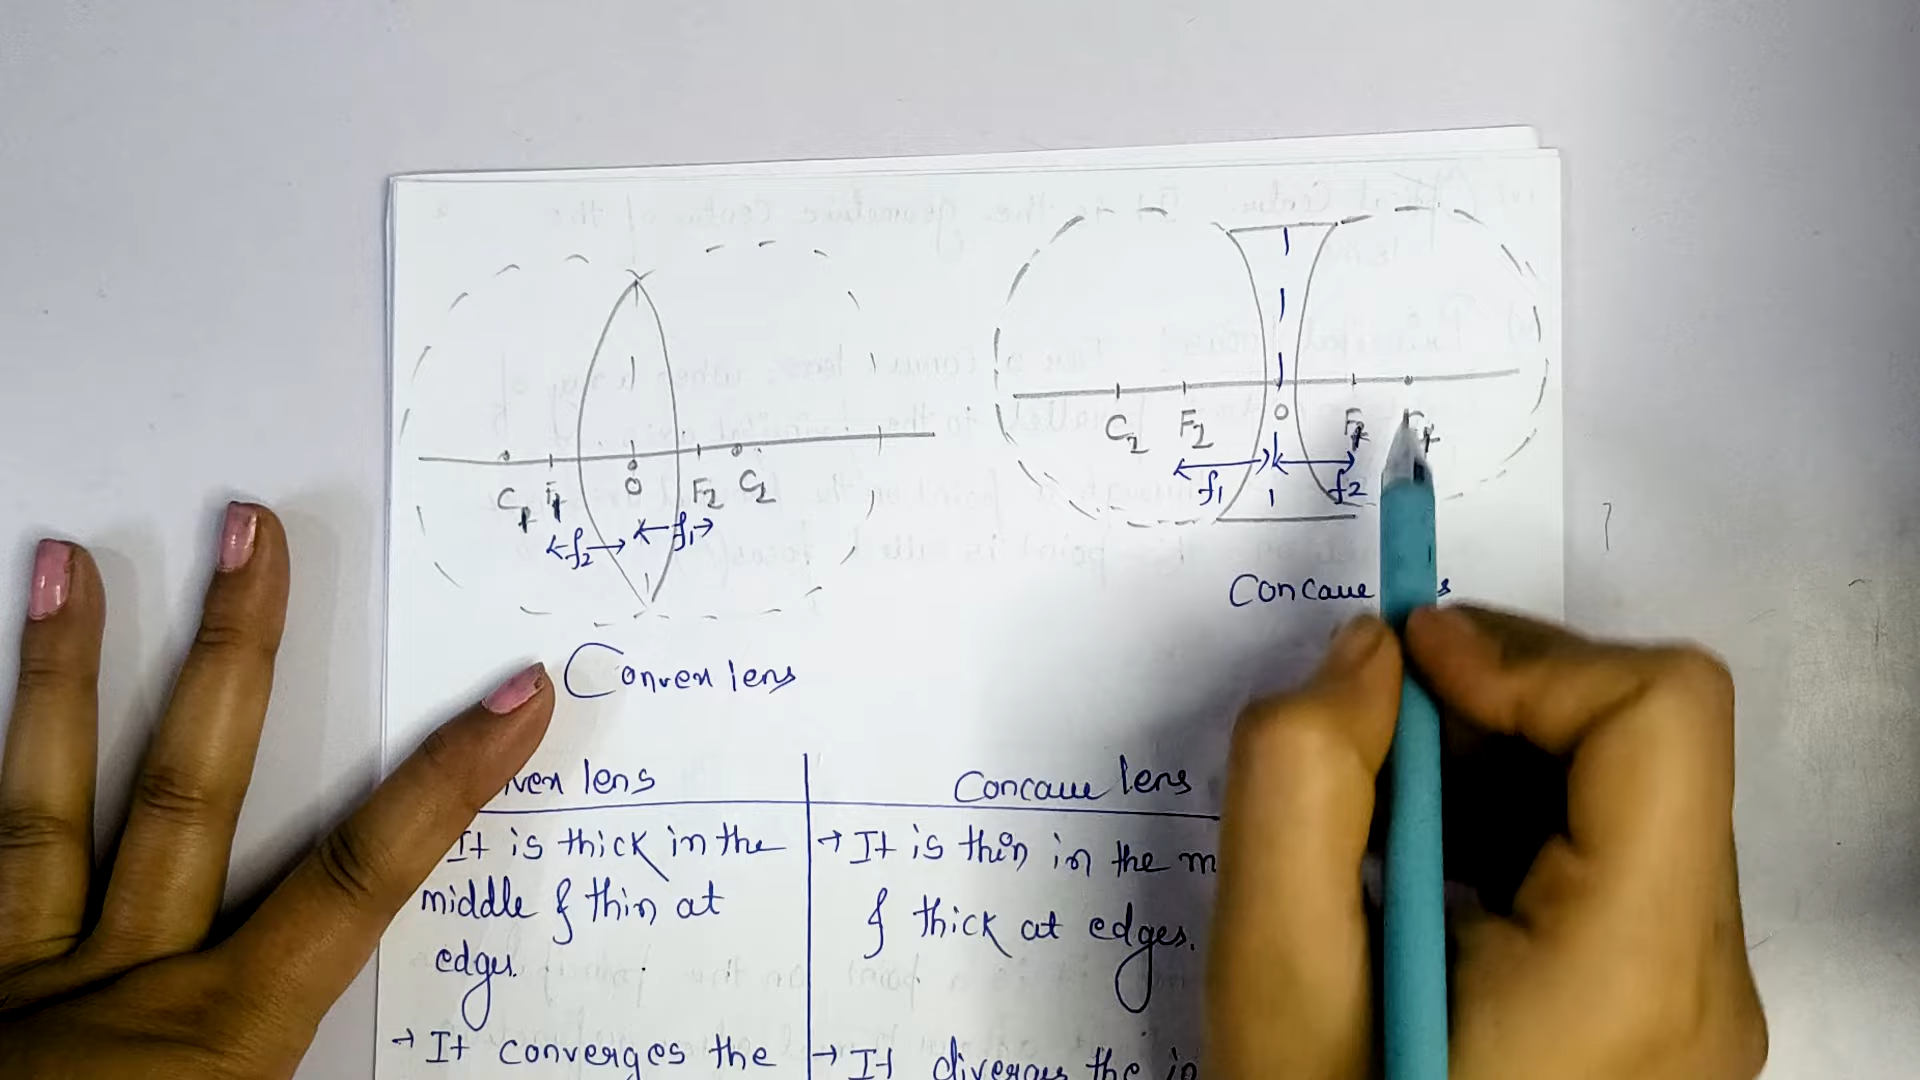 C₁ F₁ O F₂ C₂
f₂ f₁
Convex lens
C₂ F₂ O F₁
f₁ f₂
Concave
vex lens
Concave lens
It is thick in the
middle & thin at
edges.
→ It converges the
→ It is thin in the m
& thick at edges.
→ It diverges the in